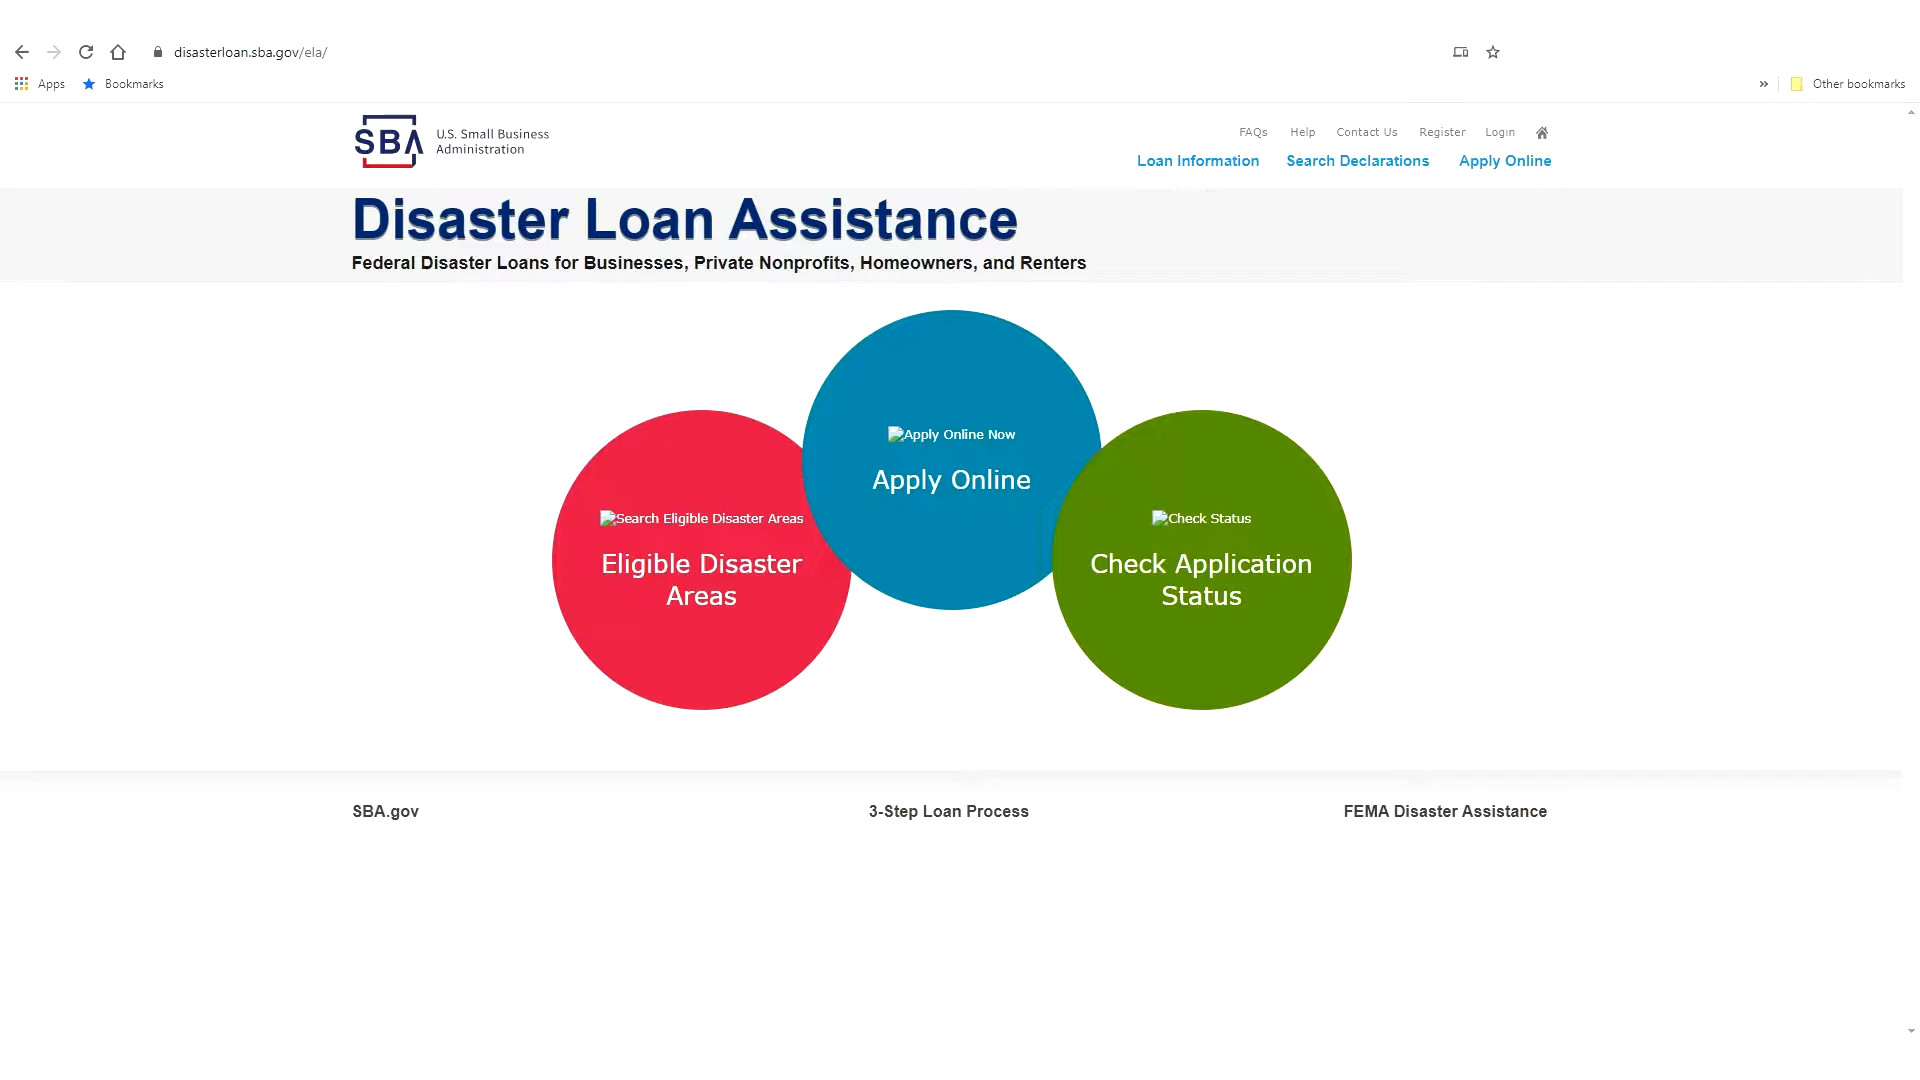 disasterloan.sba.gov/ela/
Apps Bookmarks » Other bookmarks
SBA U.S. Small Business
Administration
FAQs Help Contact Us Register Login
Loan Information Search Declarations Apply Online
Disaster Loan Assistance
Federal Disaster Loans for Businesses, Private Nonprofits, Homeowners, and Renters
Apply Online Now
Apply Online
Search Eligible Disaster Areas
Eligible Disaster
Areas
Check Status
Check Application
Status
SBA.gov 3-Step Loan Process FEMA Disaster Assistance